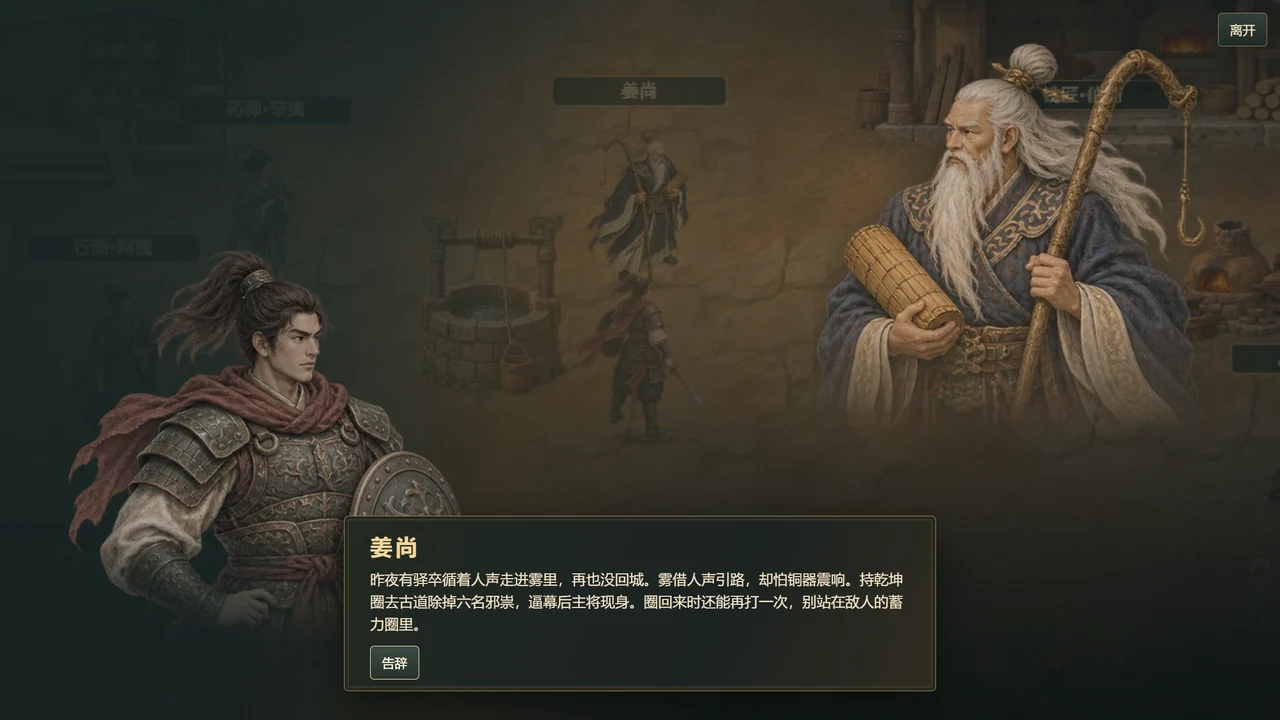 离开
姜尚
药师·辛夷
姜尚
昨夜有驿卒循着人声走进雾里，再也没回城。雾借人声引路，却怕铜器震响。持乾坤
圈去古道除掉六名邪祟，逼幕后主将现身。圈回来时还能再打一次，别站在敌人的蓄
力圈里。
告辞